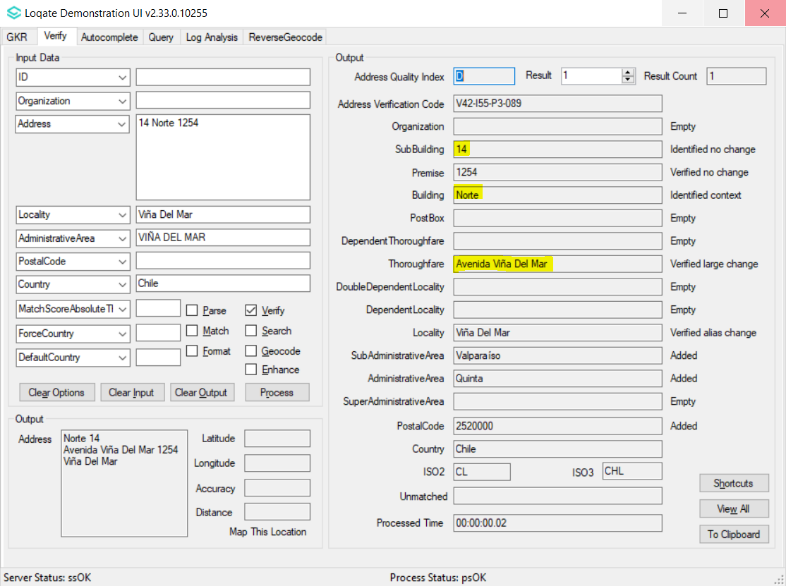 Loqate Demonstration UI v2.33.0.10255
GKR Verify Autocomplete Query Log Analysis ReverseGeocode
Input Data
ID
Organization
Address 14 Norte 1254
Locality Viña Del Mar
AdministrativeArea VIÑA DEL MAR
PostalCode
Country Chile
MatchScoreAbsoluteTl Parse Verify
ForceCountry Match Search
DefaultCountry Format Geocode
Enhance
Clear Options Clear Input Clear Output Process
Output
Address Norte 14
Avenida Viña Del Mar 1254
Viña Del Mar
Latitude
Longitude
Accuracy
Distance
Map This Location
Output
Address Quality Index D Result 1 Result Count 1
Address Verification Code V42-I55-P3-089
Organization Empty
SubBuilding 14 Identified no change
Premise 1254 Verified no change
Building Norte Identified context
PostBox Empty
DependentThoroughfare Empty
Thoroughfare Avenida Viña Del Mar Verified large change
DoubleDependentLocality Empty
DependentLocality Empty
Locality Viña Del Mar Verified alias change
SubAdministrativeArea Valparaíso Added
AdministrativeArea Quinta Added
SuperAdministrativeArea Empty
PostalCode 2520000 Added
Country Chile
ISO2 CL ISO3 CHL
Unmatched
Processed Time 00:00:00.02
Shortcuts
View All
To Clipboard
Server Status: ssOK Process Status: psOK